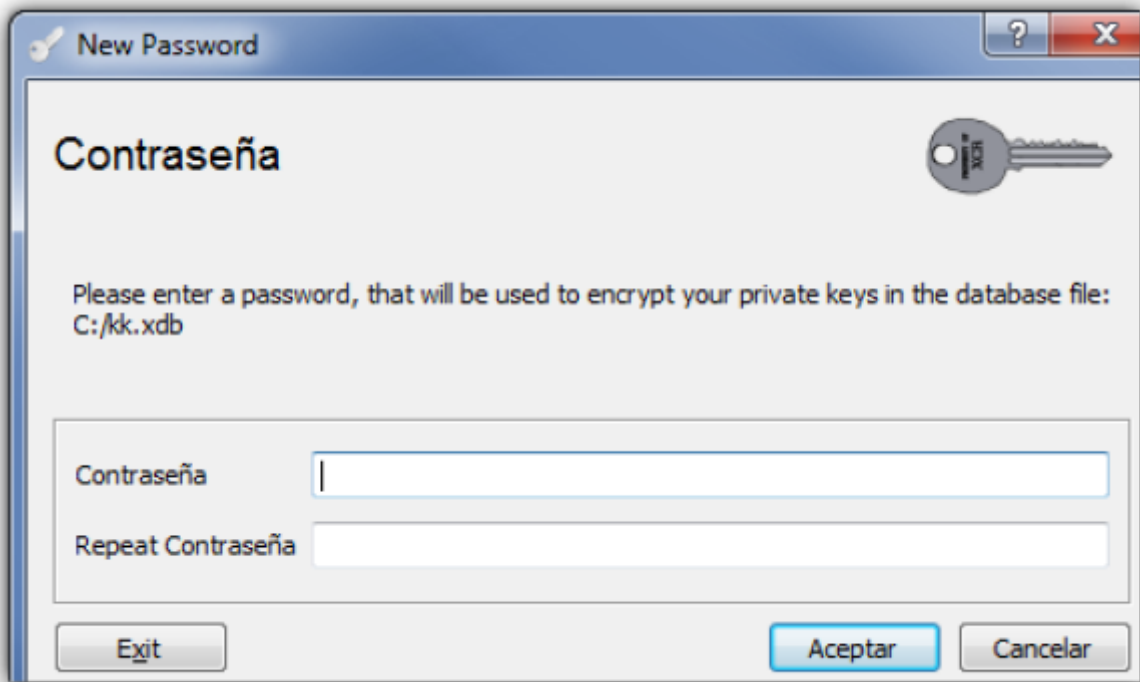 New Password
?
X
Contraseña
XCA
Please enter a password, that will be used to encrypt your private keys in the database file:
C:/kk.xdb
Contraseña
Repeat Contraseña
Exit
Aceptar
Cancelar